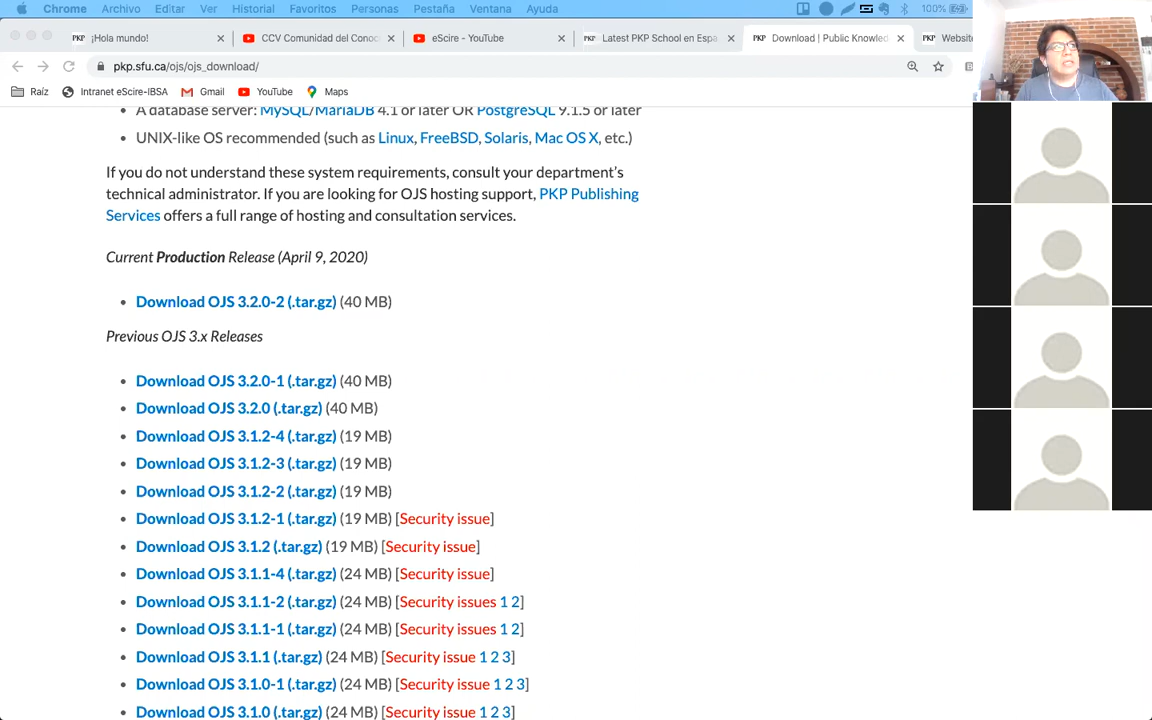 Chrome Archivo Editar Ver Historial Favoritos Personas Pestaña Ventana Ayuda 100%
PKP ¡Hola mundo! CCV Comunidad del Conoc eScire - YouTube PKP Latest PKP School en Espa PKP Download | Public Knowled PKP Website
pkp.sfu.ca/ojs/ojs_download/
Raíz Intranet eScire-IBSA Gmail YouTube Maps
A database server: MySQL/MariaDB 4.1 or later OR PostgreSQL 9.1.5 or later
UNIX-like OS recommended (such as Linux, FreeBSD, Solaris, Mac OS X, etc.)
If you do not understand these system requirements, consult your department's
technical administrator. If you are looking for OJS hosting support, PKP Publishing
Services offers a full range of hosting and consultation services.
Current Production Release (April 9, 2020)
Download OJS 3.2.0-2 (.tar.gz) (40 MB)
Previous OJS 3.x Releases
Download OJS 3.2.0-1 (.tar.gz) (40 MB)
Download OJS 3.2.0 (.tar.gz) (40 MB)
Download OJS 3.1.2-4 (.tar.gz) (19 MB)
Download OJS 3.1.2-3 (.tar.gz) (19 MB)
Download OJS 3.1.2-2 (.tar.gz) (19 MB)
Download OJS 3.1.2-1 (.tar.gz) (19 MB) [Security issue]
Download OJS 3.1.2 (.tar.gz) (19 MB) [Security issue]
Download OJS 3.1.1-4 (.tar.gz) (24 MB) [Security issue]
Download OJS 3.1.1-2 (.tar.gz) (24 MB) [Security issues 1 2]
Download OJS 3.1.1-1 (.tar.gz) (24 MB) [Security issues 1 2]
Download OJS 3.1.1 (.tar.gz) (24 MB) [Security issue 1 2 3]
Download OJS 3.1.0-1 (.tar.gz) (24 MB) [Security issue 1 2 3]
Download OJS 3.1.0 (.tar.gz) (24 MB) [Security issue 1 2 3]